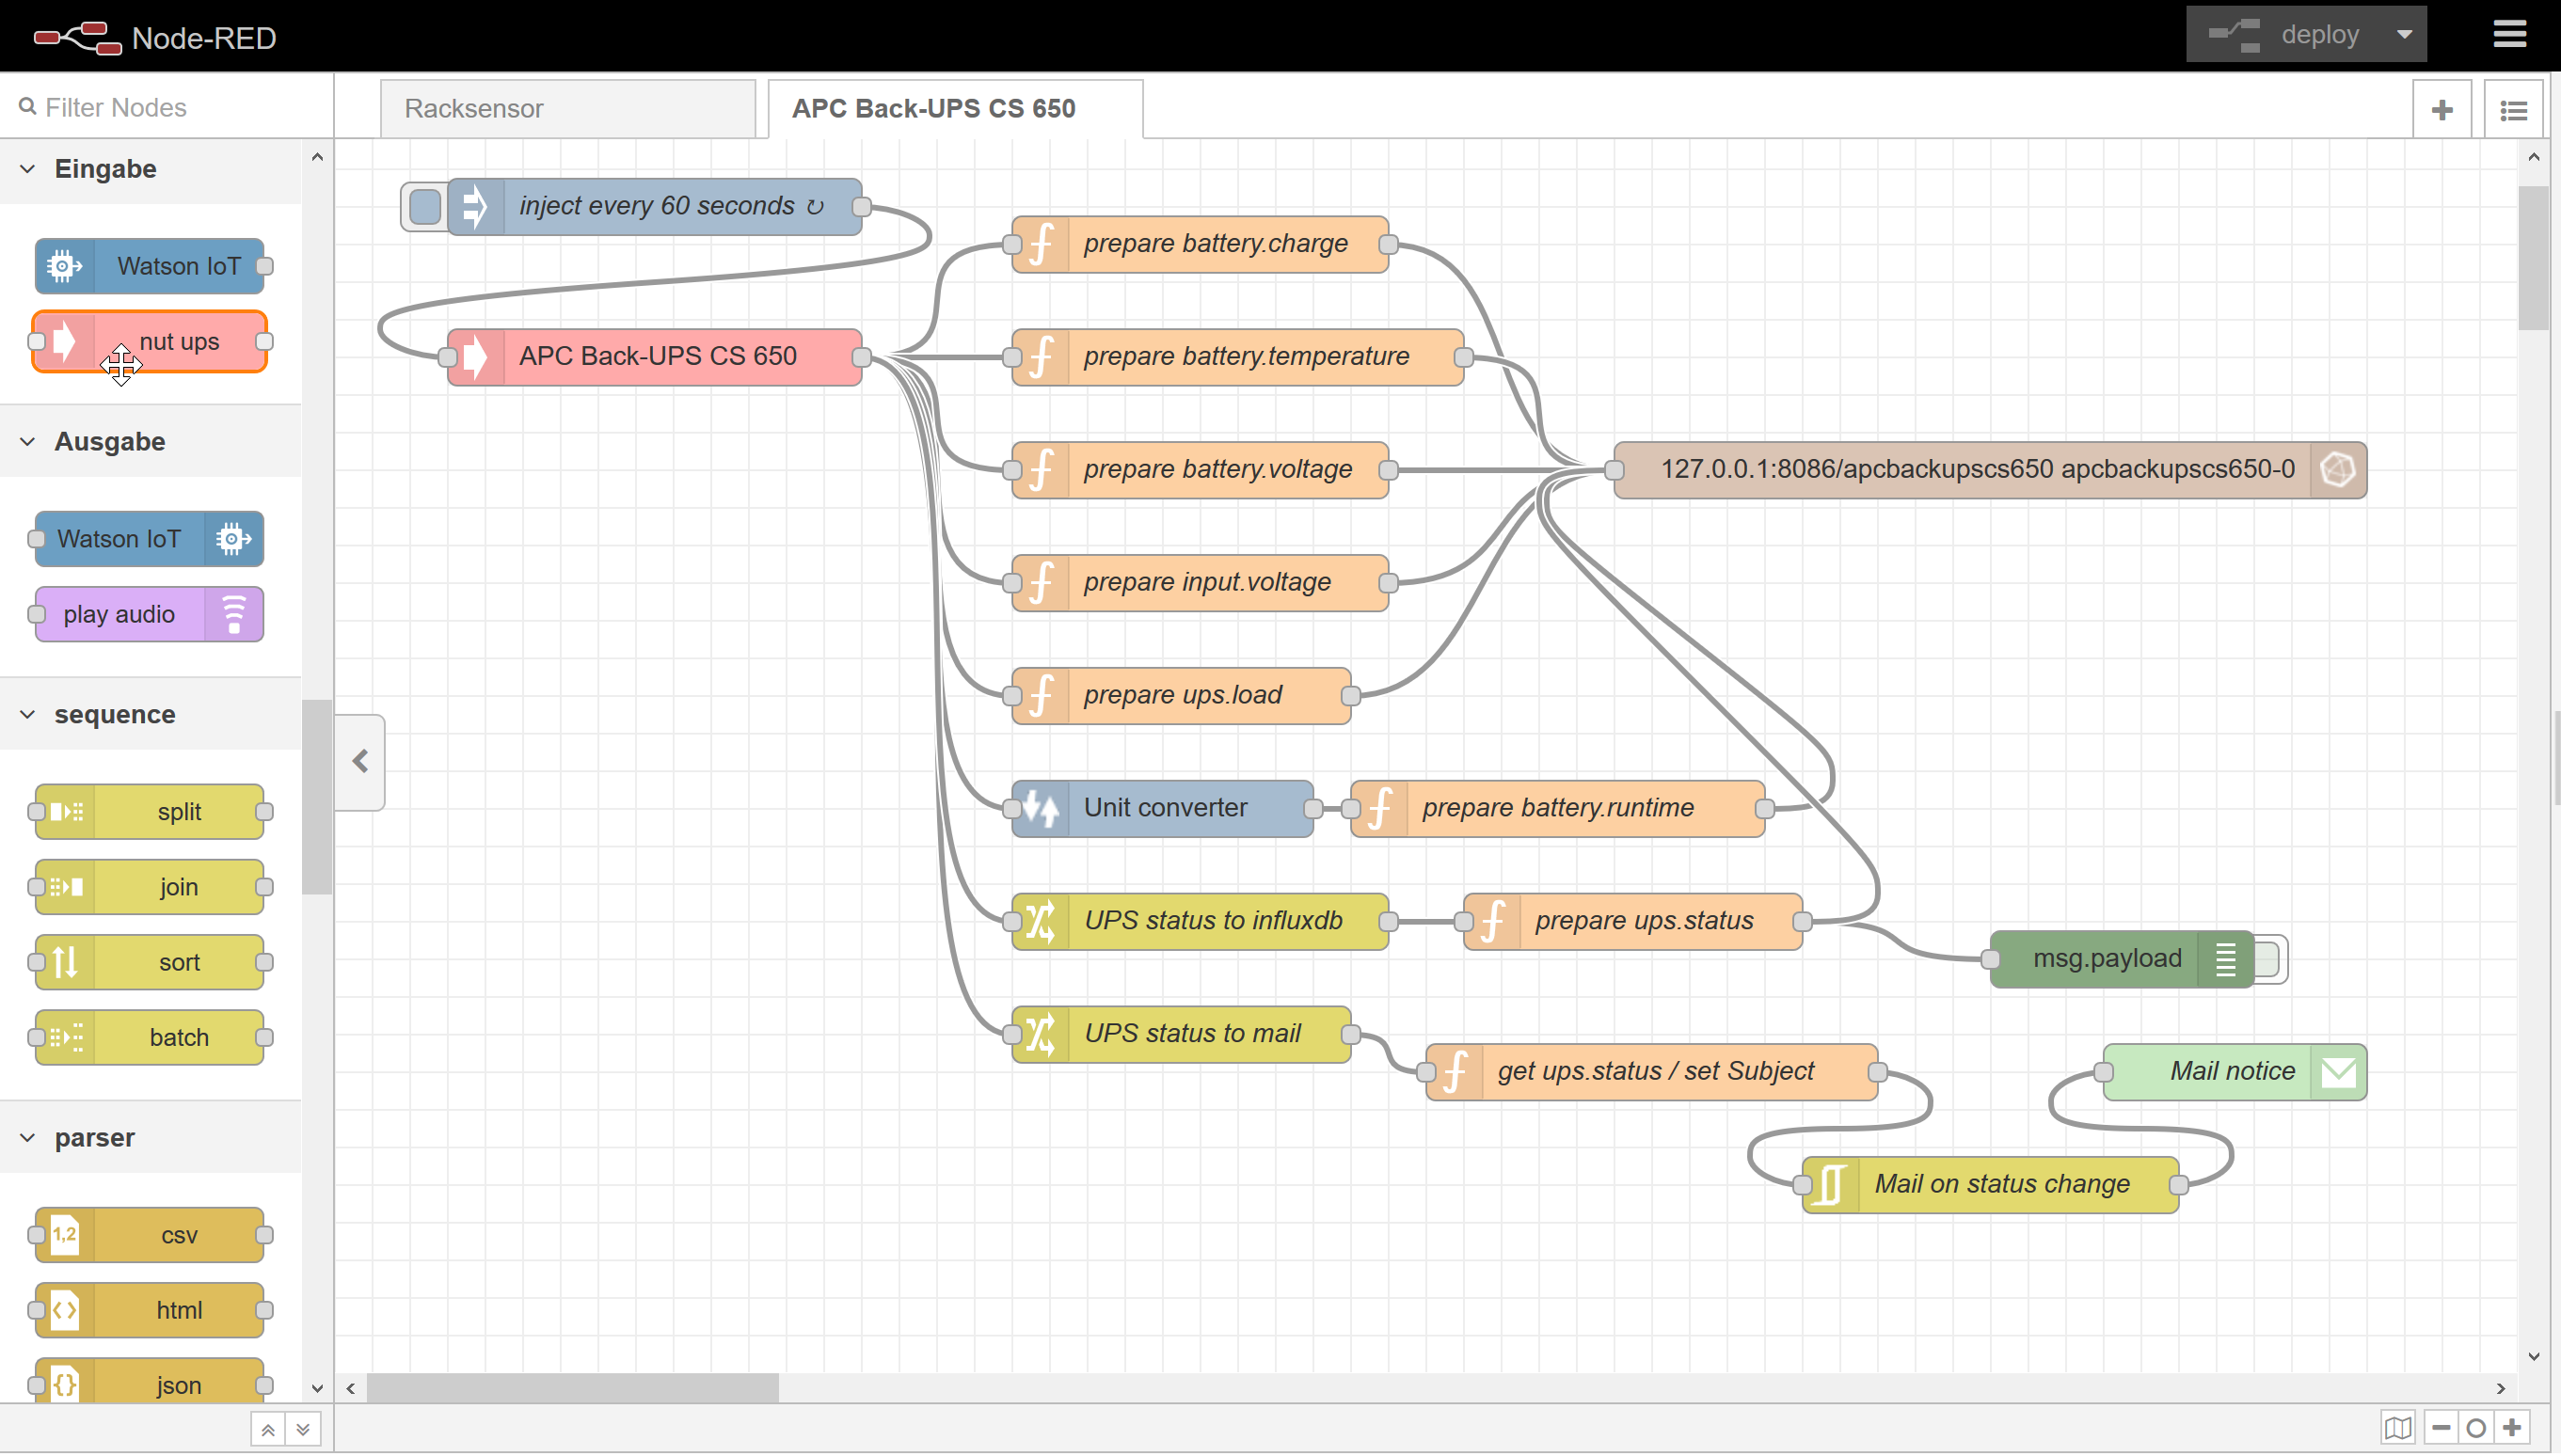 Node-RED
deploy
Filter Nodes
Racksensor
APC Back-UPS CS 650
Eingabe
Watson IoT
nut ups
Ausgabe
Watson IoT
play audio
sequence
split
join
sort
batch
parser
1,2
csv
html
json
inject every 60 seconds ↻
APC Back-UPS CS 650
prepare battery.charge
prepare battery.temperature
prepare battery.voltage
127.0.0.1:8086/apcbackupscs650 apcbackupscs650-0
prepare input.voltage
prepare ups.load
Unit converter
prepare battery.runtime
UPS status to influxdb
prepare ups.status
msg.payload
UPS status to mail
get ups.status / set Subject
Mail notice
Mail on status change